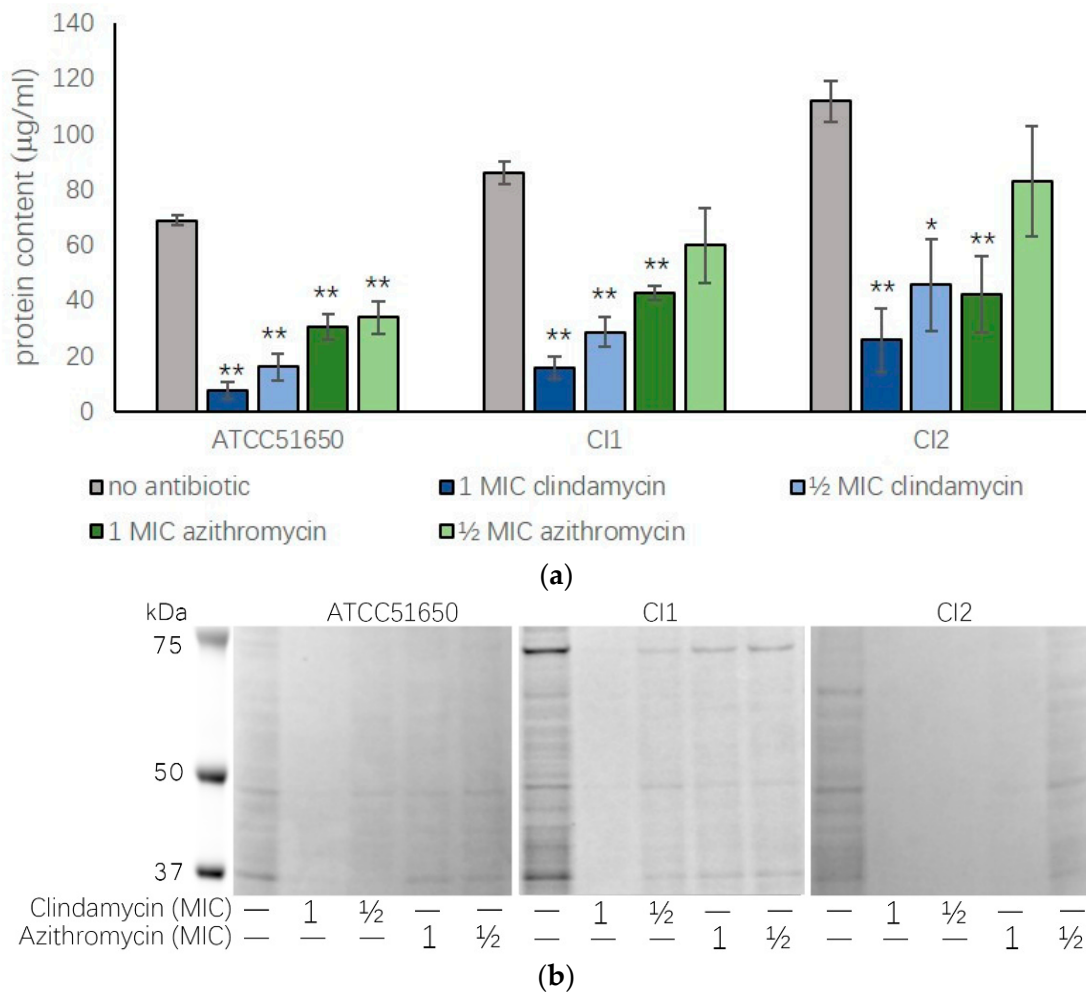 140
120
100
80
60
40
20
0
protein content (µg/ml)
** ** ** **
** ** **
** * **
ATCC51650 CI1 CI2
no antibiotic 1 MIC clindamycin ½ MIC clindamycin
1 MIC azithromycin ½ MIC azithromycin
(a)
kDa ATCC51650 CI1 CI2
75
50
37
Clindamycin (MIC) — 1 ½ — — — 1 ½ — — — 1 ½ — —
Azithromycin (MIC) — — — 1 ½ — — — 1 ½ — — — 1 ½
(b)